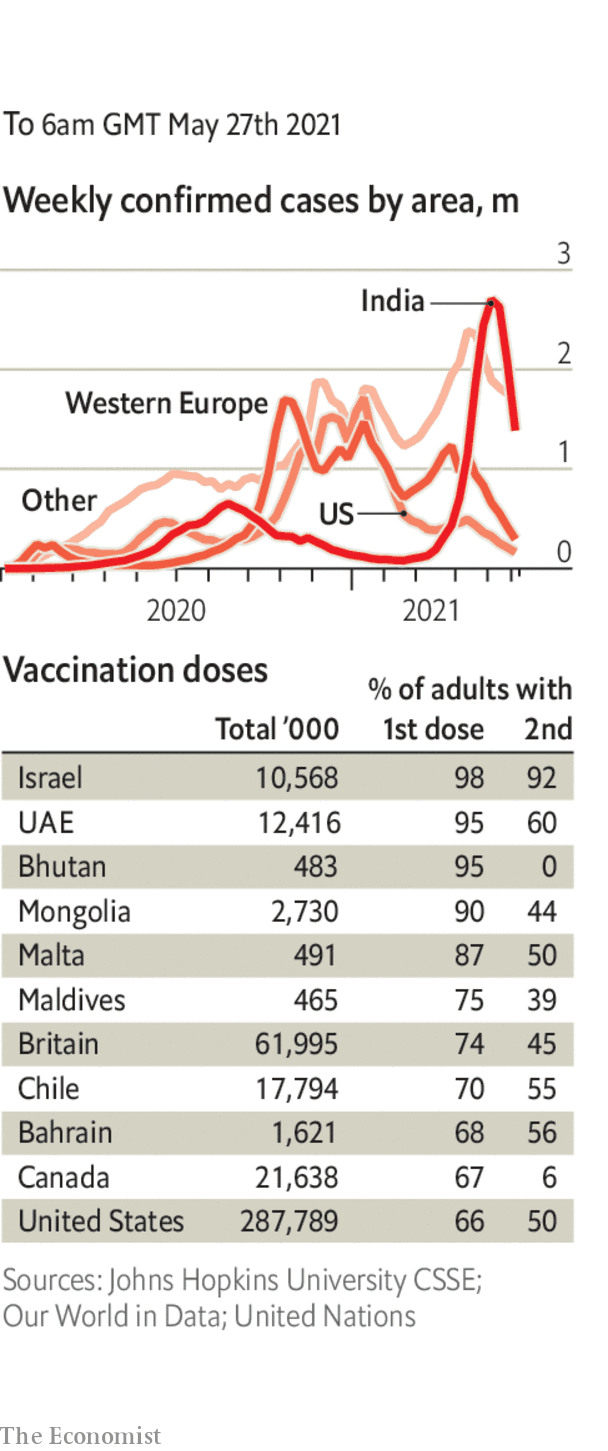 To 6am GMT May 27th 2021
Weekly confirmed cases by area, m
3
India
2
Western Europe
1
Other
US
0
2020 2021
Vaccination doses
% of adults with
Total ’000 1st dose 2nd
Israel 10,568 98 92
UAE 12,416 95 60
Bhutan 483 95 0
Mongolia 2,730 90 44
Malta 491 87 50
Maldives 465 75 39
Britain 61,995 74 45
Chile 17,794 70 55
Bahrain 1,621 68 56
Canada 21,638 67 6
United States 287,789 66 50
Sources: Johns Hopkins University CSSE;
Our World in Data; United Nations
The Economist